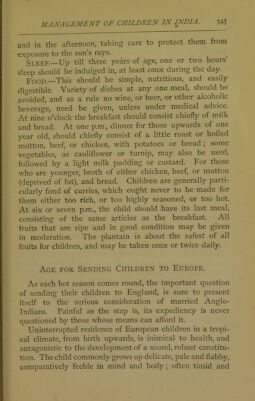 MANAGEMENT OF CHILDREN IN INDIA. 341
and in the afternoon, taking care to protect them from
exposure to the sun's rays.
SLEEP.—Up till three years of age, one or two hours'
sleep should be indulged in, at least once during the day.
FOOD.—This should be simple, nutritious, and easily
digestible. Variety of dishes at any one meal, should be
avoided, and as a rule no wine, or beer, or other alcoholic
beverage, need be given, unless under medical advice.
At nine o'clock the breakfast should consist chiefly of milk
and bread. At one p.m., dinner for those upwards of one
year old, should chiefly consist of a little roast or boiled
mutton, beef, or chicken, with potatoes or bread; some
vegetables, as cauliflower or turnip, may also be used,
followed by a light milk pudding or custard. For those
who are younger, broth of either chicken, beef, or mutton
(deprived of fat), and bread. Children are generally parti-
cularly fond of curries, which ought never to be made for
them either too rich, or too highly seasoned, or too hot.
At six or seven p.m., the child should have its last meal,
consisting of the same articles as the breakfast. All
fruits that are ripe and in good condition may be given
in moderation. The plantain is about the safest of all
fruits for children, and may be taken once or twice daily.
AGE FOR SENDING CHILDREN TO EUROPE.
As each hot season comes round, the important question
of sending their children to England, is sure to present
itself to the serious consideration of married Anglo-
Indians. Painful as the step is, its expediency is never
questioned by those whose means can afford it.
Uninterrupted residence of European children in a tropi-
cal climate, from birth upwards, is inimical to health, and
antagonistic to the development of a sound, robust constitu-
tion. The child commonly grows up delicate, pale and flabby,
comparatively feeble in mind and body; often timid and